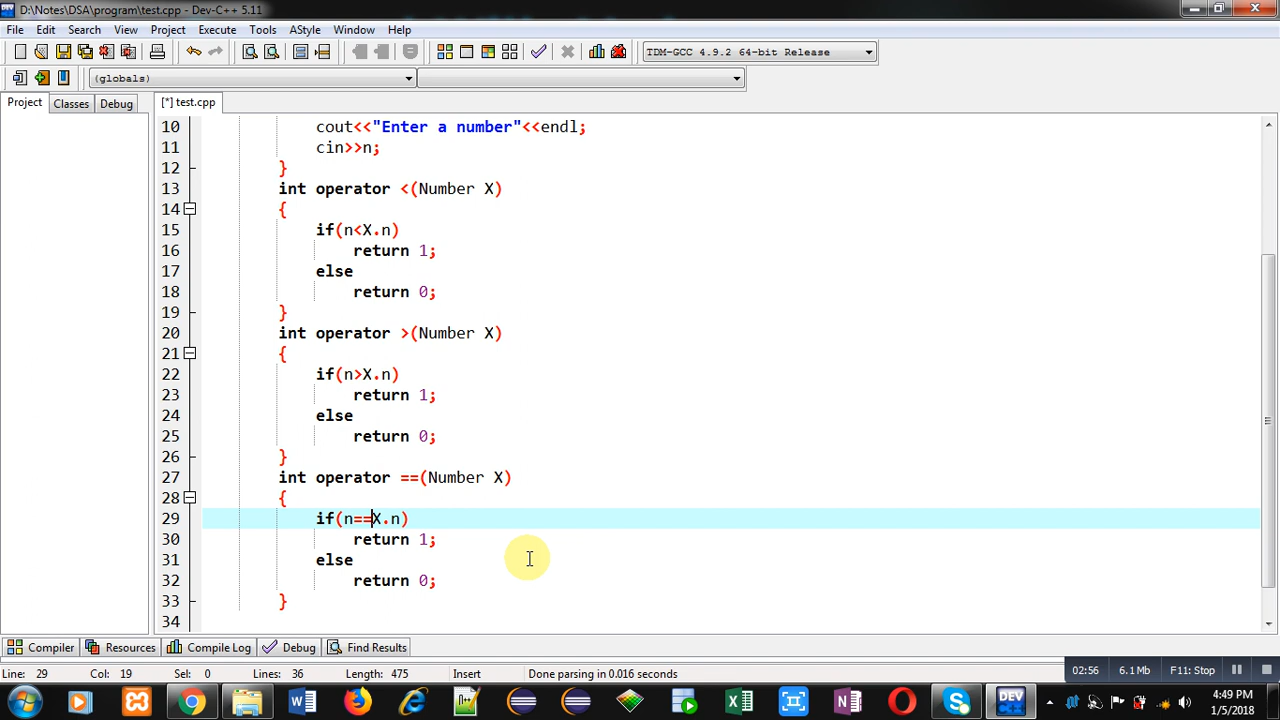 D:\Notes\DSA\program\test.cpp - Dev-C++ 5.11
File Edit Search View Project Execute Tools AStyle Window Help
TDM-GCC 4.9.2 64-bit Release
(globals)
Project Classes Debug [*] test.cpp
10 cout<<"Enter a number"<<endl;
11 cin>>n;
12 }
13 int operator <(Number X)
14 {
15 if(n<X.n)
16 return 1;
17 else
18 return 0;
19 }
20 int operator >(Number X)
21 {
22 if(n>X.n)
23 return 1;
24 else
25 return 0;
26 }
27 int operator ==(Number X)
28 {
29 if(n==X.n)
30 return 1;
31 else
32 return 0;
33 }
34
Compiler Resources Compile Log Debug Find Results
Line: 29 Col: 19 Sel: 0 Lines: 36 Length: 475 Insert Done parsing in 0.016 seconds 02:56 6.1 Mb F11: Stop
4:49 PM
1/5/2018